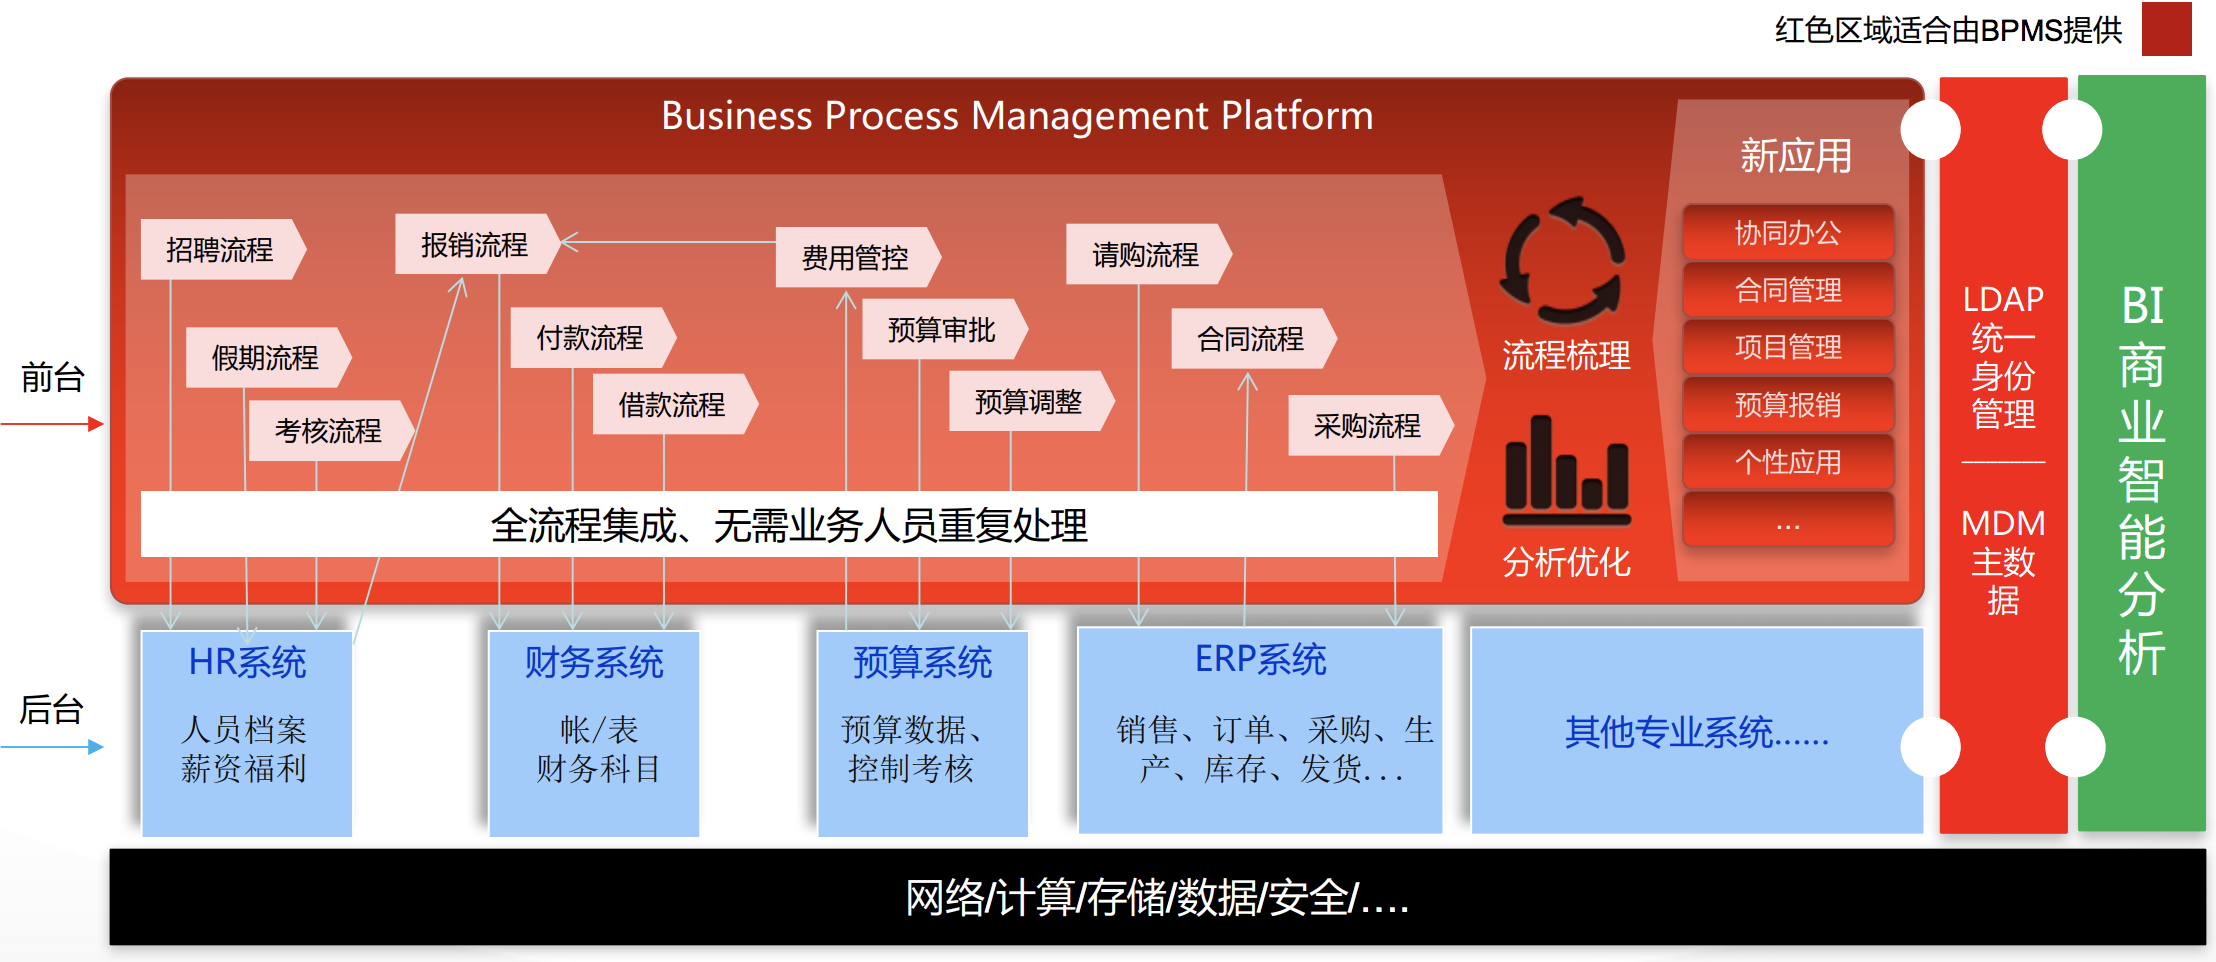 红色区域适合由BPMS提供
Business Process Management Platform
招聘流程
报销流程
费用管控
请购流程
假期流程
付款流程
预算审批
合同流程
考核流程
借款流程
预算调整
采购流程
全流程集成、无需业务人员重复处理
流程梳理
分析优化
新应用
协同办公
合同管理
项目管理
预算报销
个性应用
...
前台
后台
HR系统
人员档案
薪资福利
财务系统
帐/表
财务科目
预算系统
预算数据、
控制考核
ERP系统
销售、订单、采购、生
产、库存、发货...
其他专业系统......
LDAP
统一
身份
管理
MDM
主数
据
BI
商
业
智
能
分
析
网络/计算/存储/数据/安全/....